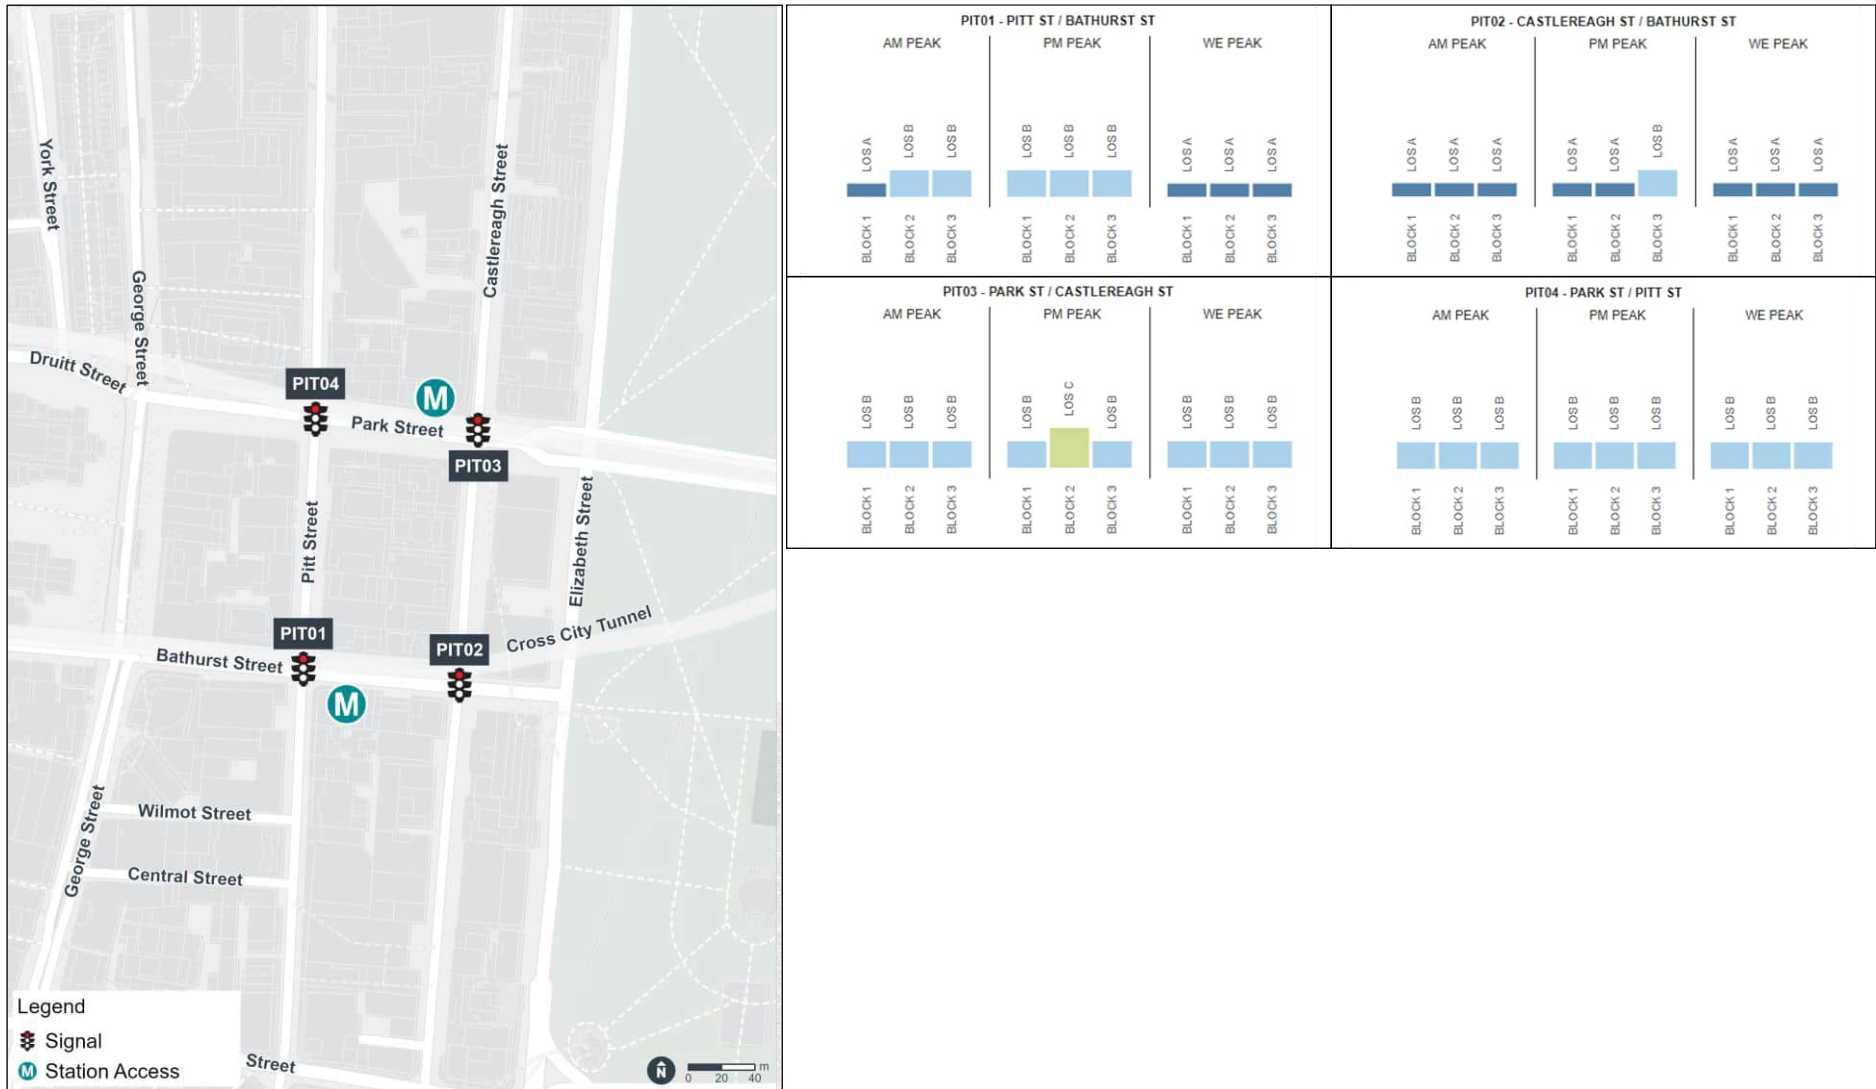 York Street
George Street
Castlereagh Street
Druitt Street
PIT04
M
Park Street
PIT03
Pitt Street
Elizabeth Street
PIT01
Bathurst Street
PIT02
Cross City Tunnel
M
George Street
Wilmot Street
Central Street
Legend
Signal
M Station Access
Street
N
0 20 40 m
PIT01 - PITT ST / BATHURST ST
AM PEAK PM PEAK WE PEAK
LOS A LOS B LOS B LOS B LOS B LOS B LOS A LOS A LOS A
BLOCK 1 BLOCK 2 BLOCK 3 BLOCK 1 BLOCK 2 BLOCK 3 BLOCK 1 BLOCK 2 BLOCK 3
PIT02 - CASTLEREAGH ST / BATHURST ST
AM PEAK PM PEAK WE PEAK
LOS A LOS A LOS A LOS A LOS A LOS B LOS A LOS A LOS A
BLOCK 1 BLOCK 2 BLOCK 3 BLOCK 1 BLOCK 2 BLOCK 3 BLOCK 1 BLOCK 2 BLOCK 3
PIT03 - PARK ST / CASTLEREAGH ST
AM PEAK PM PEAK WE PEAK
LOS B LOS B LOS B LOS B LOS C LOS B LOS B LOS B LOS B
BLOCK 1 BLOCK 2 BLOCK 3 BLOCK 1 BLOCK 2 BLOCK 3 BLOCK 1 BLOCK 2 BLOCK 3
PIT04 - PARK ST / PITT ST
AM PEAK PM PEAK WE PEAK
LOS B LOS B LOS B LOS B LOS B LOS B LOS B LOS B LOS B
BLOCK 1 BLOCK 2 BLOCK 3 BLOCK 1 BLOCK 2 BLOCK 3 BLOCK 1 BLOCK 2 BLOCK 3